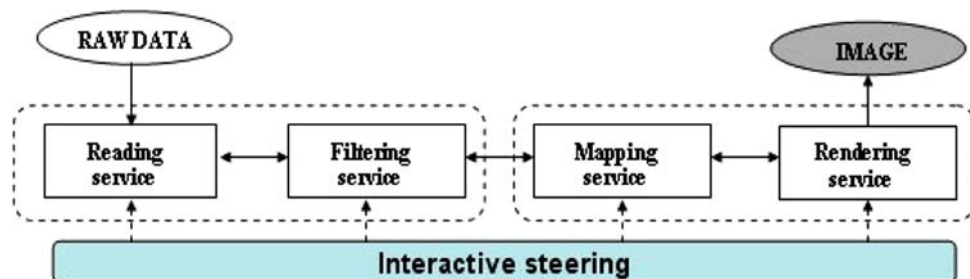 RAW DATA
IMAGE
Reading
service
Filtering
service
Mapping
service
Rendering
service
Interactive steering